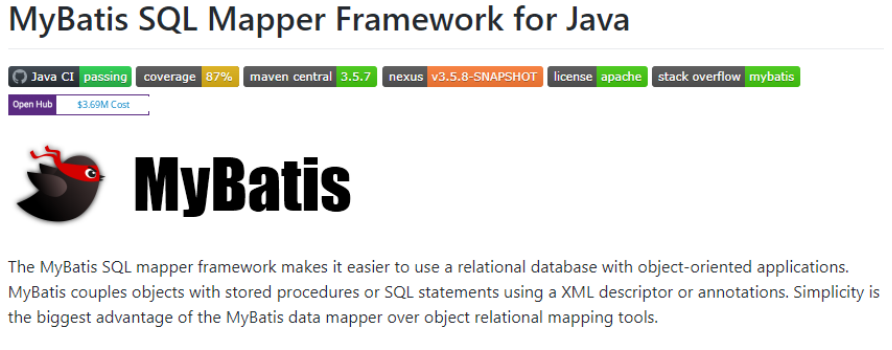 MyBatis SQL Mapper Framework for Java
Java CI passing coverage 87% maven central 3.5.7 nexus v3.5.8-SNAPSHOT license apache stack overflow mybatis
Open Hub $3.69M Cost
MyBatis
The MyBatis SQL mapper framework makes it easier to use a relational database with object-oriented applications.
MyBatis couples objects with stored procedures or SQL statements using a XML descriptor or annotations. Simplicity is
the biggest advantage of the MyBatis data mapper over object relational mapping tools.